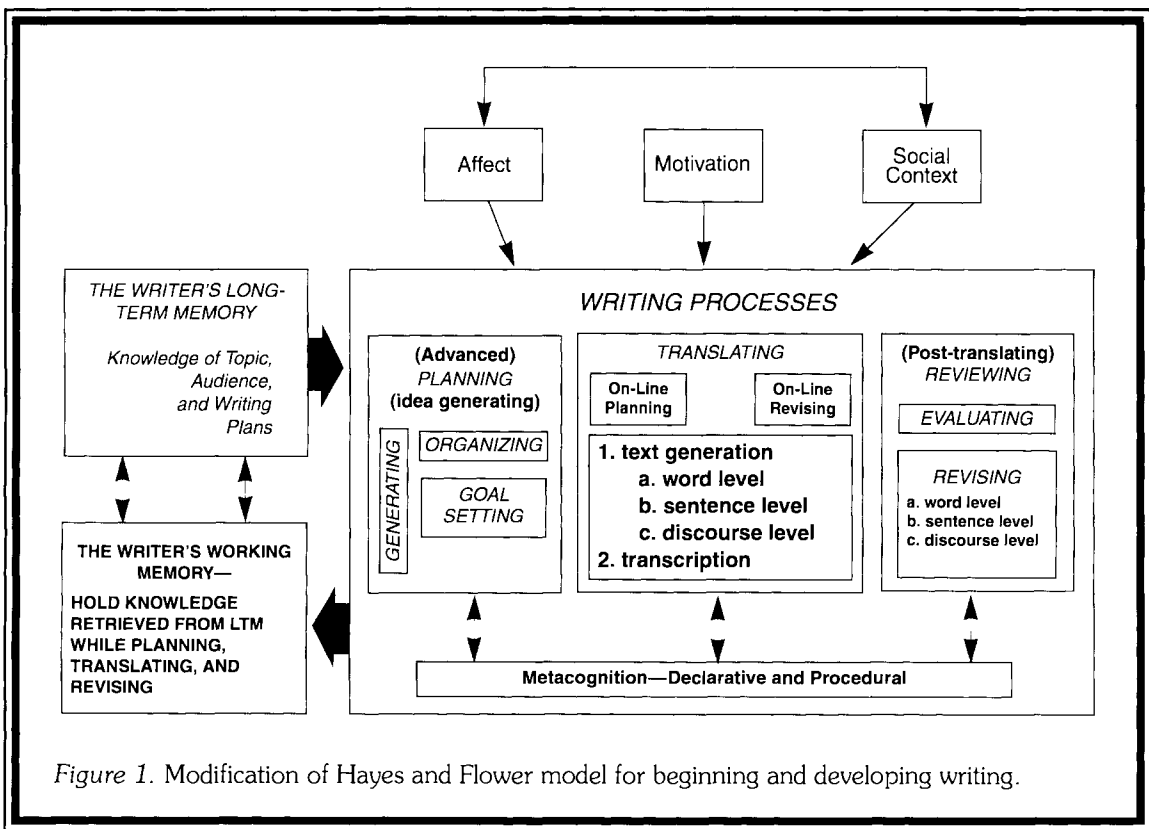 Affect
Motivation
Social
Context
THE WRITER'S LONG-
TERM MEMORY
Knowledge of Topic,
Audience,
and Writing
Plans
THE WRITER'S WORKING
MEMORY—
HOLD KNOWLEDGE
RETRIEVED FROM LTM
WHILE PLANNING,
TRANSLATING, AND
REVISING
WRITING PROCESSES
(Advanced)
PLANNING
(idea generating)
GENERATING
ORGANIZING
GOAL
SETTING
TRANSLATING
On-Line
Planning
On-Line
Revising
1. text generation
a. word level
b. sentence level
c. discourse level
2. transcription
(Post-translating)
REVIEWING
EVALUATING
REVISING
a. word level
b. sentence level
c. discourse level
Metacognition—Declarative and Procedural
Figure 1. Modification of Hayes and Flower model for beginning and developing writing.